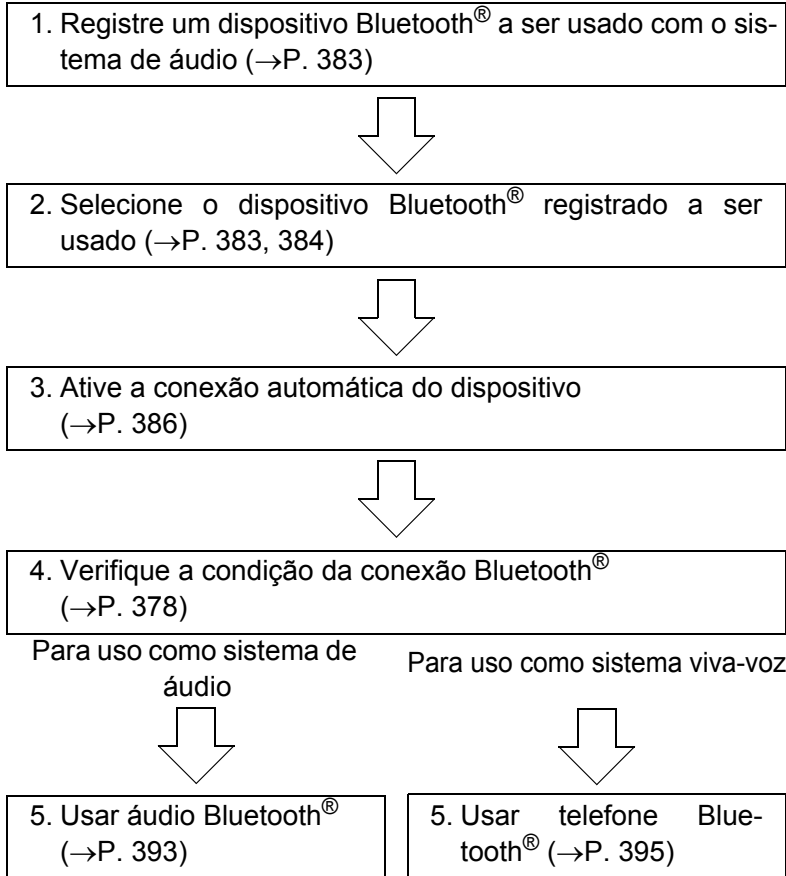 1. Registre um dispositivo Bluetooth® a ser usado com o sis-
tema de áudio (→P. 383)
2. Selecione o dispositivo Bluetooth® registrado a ser
usado (→P. 383, 384)
3. Ative a conexão automática do dispositivo
(→P. 386)
4. Verifique a condição da conexão Bluetooth®
(→P. 378)
Para uso como sistema de
áudio
Para uso como sistema viva-voz
5. Usar áudio Bluetooth®
(→P. 393)
5. Usar telefone Blue-
tooth® (→P. 395)